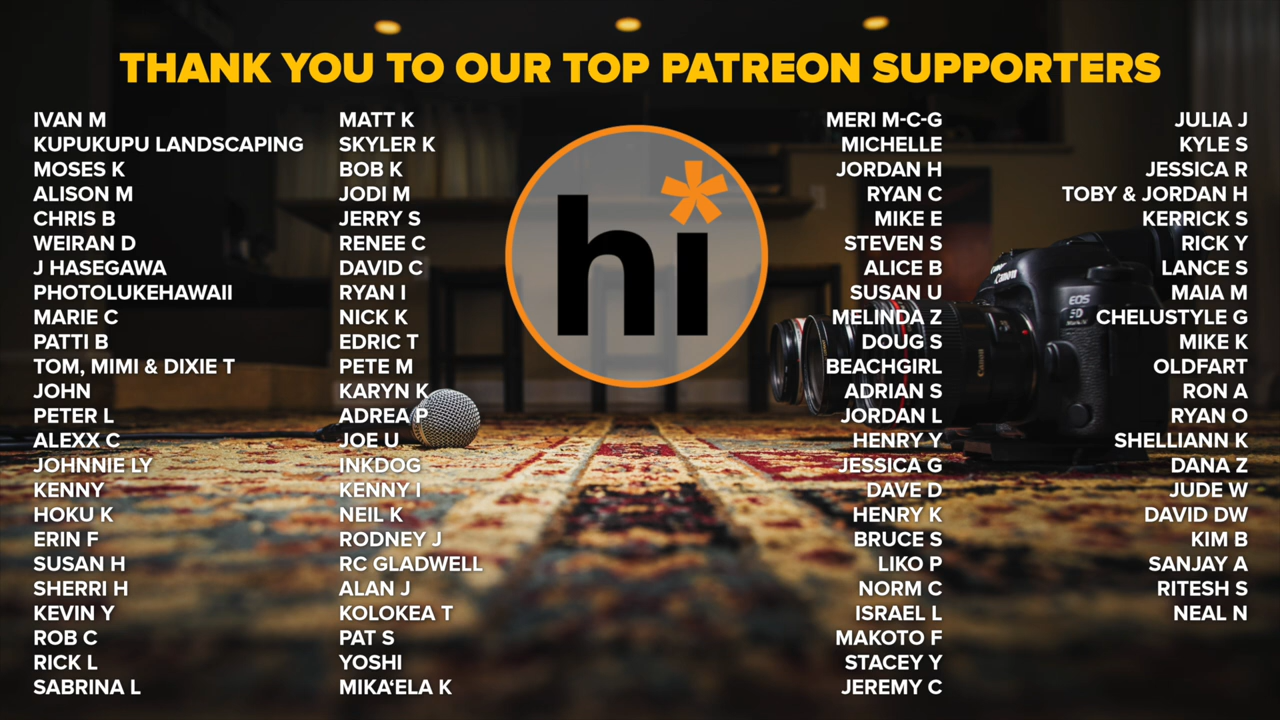 THANK YOU TO OUR TOP PATREON SUPPORTERS
IVAN M
KUPUKUPU LANDSCAPING
MOSES K
ALISON M
CHRIS B
WEIRAN D
J HASEGAWA
PHOTOLUKEHAWAII
MARIE C
PATTI B
TOM, MIMI & DIXIE T
JOHN
PETER L
ALEXX C
JOHNNIE LY
KENNY
HOKU K
ERIN F
SUSAN H
SHERRI H
KEVIN Y
ROB C
RICK L
SABRINA L
MATT K
SKYLER K
BOB K
JODI M
JERRY S
RENEE C
DAVID C
RYAN I
NICK K
EDRIC T
PETE M
KARYN K
ADREA P
JOE U
INKDOG
KENNY I
NEIL K
RODNEY J
RC GLADWELL
ALAN J
KOLOKEA T
PAT S
YOSHI
MIKA‘ELA K
hi
MERI M-C-G
MICHELLE
JORDAN H
RYAN C
MIKE E
STEVEN S
ALICE B
SUSAN U
MELINDA Z
DOUG S
BEACHGIRL
ADRIAN S
JORDAN L
HENRY Y
JESSICA G
DAVE D
HENRY K
BRUCE S
LIKO P
NORM C
ISRAEL L
MAKOTO F
STACEY Y
JEREMY C
JULIA J
KYLE S
JESSICA R
TOBY & JORDAN H
KERRICK S
RICK Y
LANCE S
MAIA M
CHELUSTYLE G
MIKE K
OLDFART
RON A
RYAN O
SHELLIANN K
DANA Z
JUDE W
DAVID DW
KIM B
SANJAY A
RITESH S
NEAL N
Canon
EOS
5D
Canon